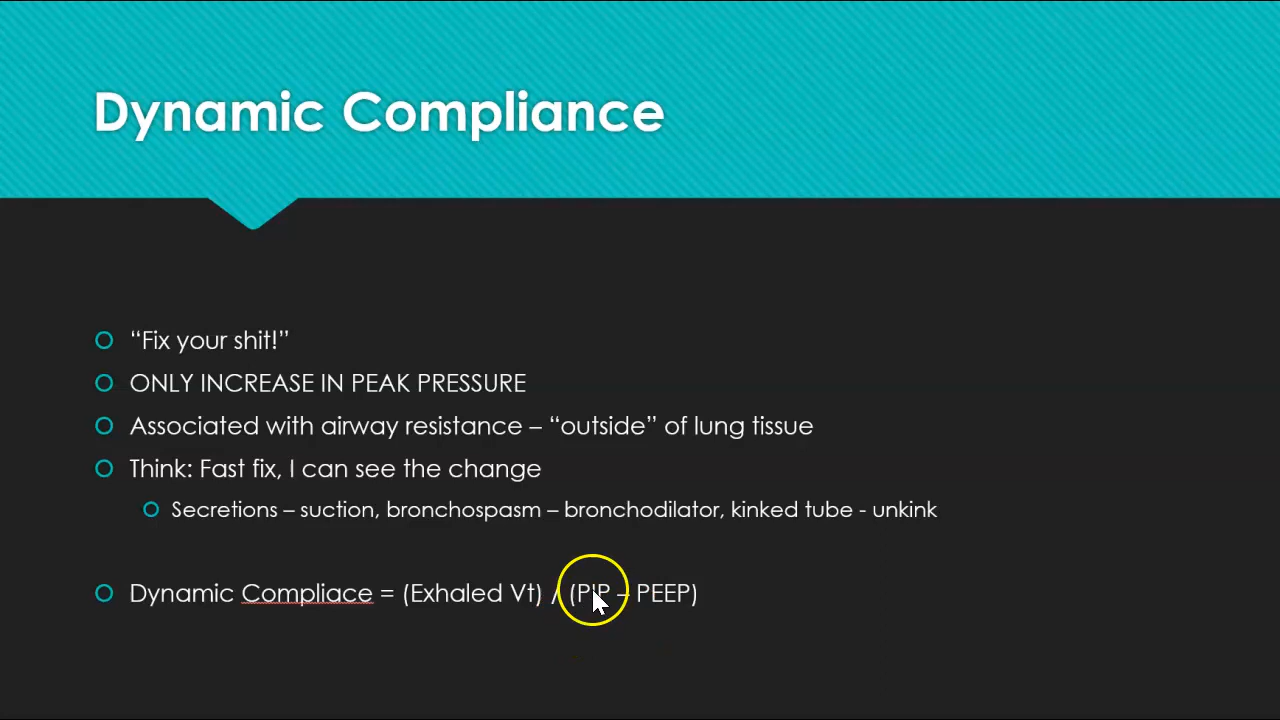 Dynamic Compliance
“Fix your shit!”
ONLY INCREASE IN PEAK PRESSURE
Associated with airway resistance – “outside” of lung tissue
Think: Fast fix, I can see the change
Secretions – suction, bronchospasm – bronchodilator, kinked tube - unkink
Dynamic Compliace = (Exhaled Vt) / (PIP – PEEP)